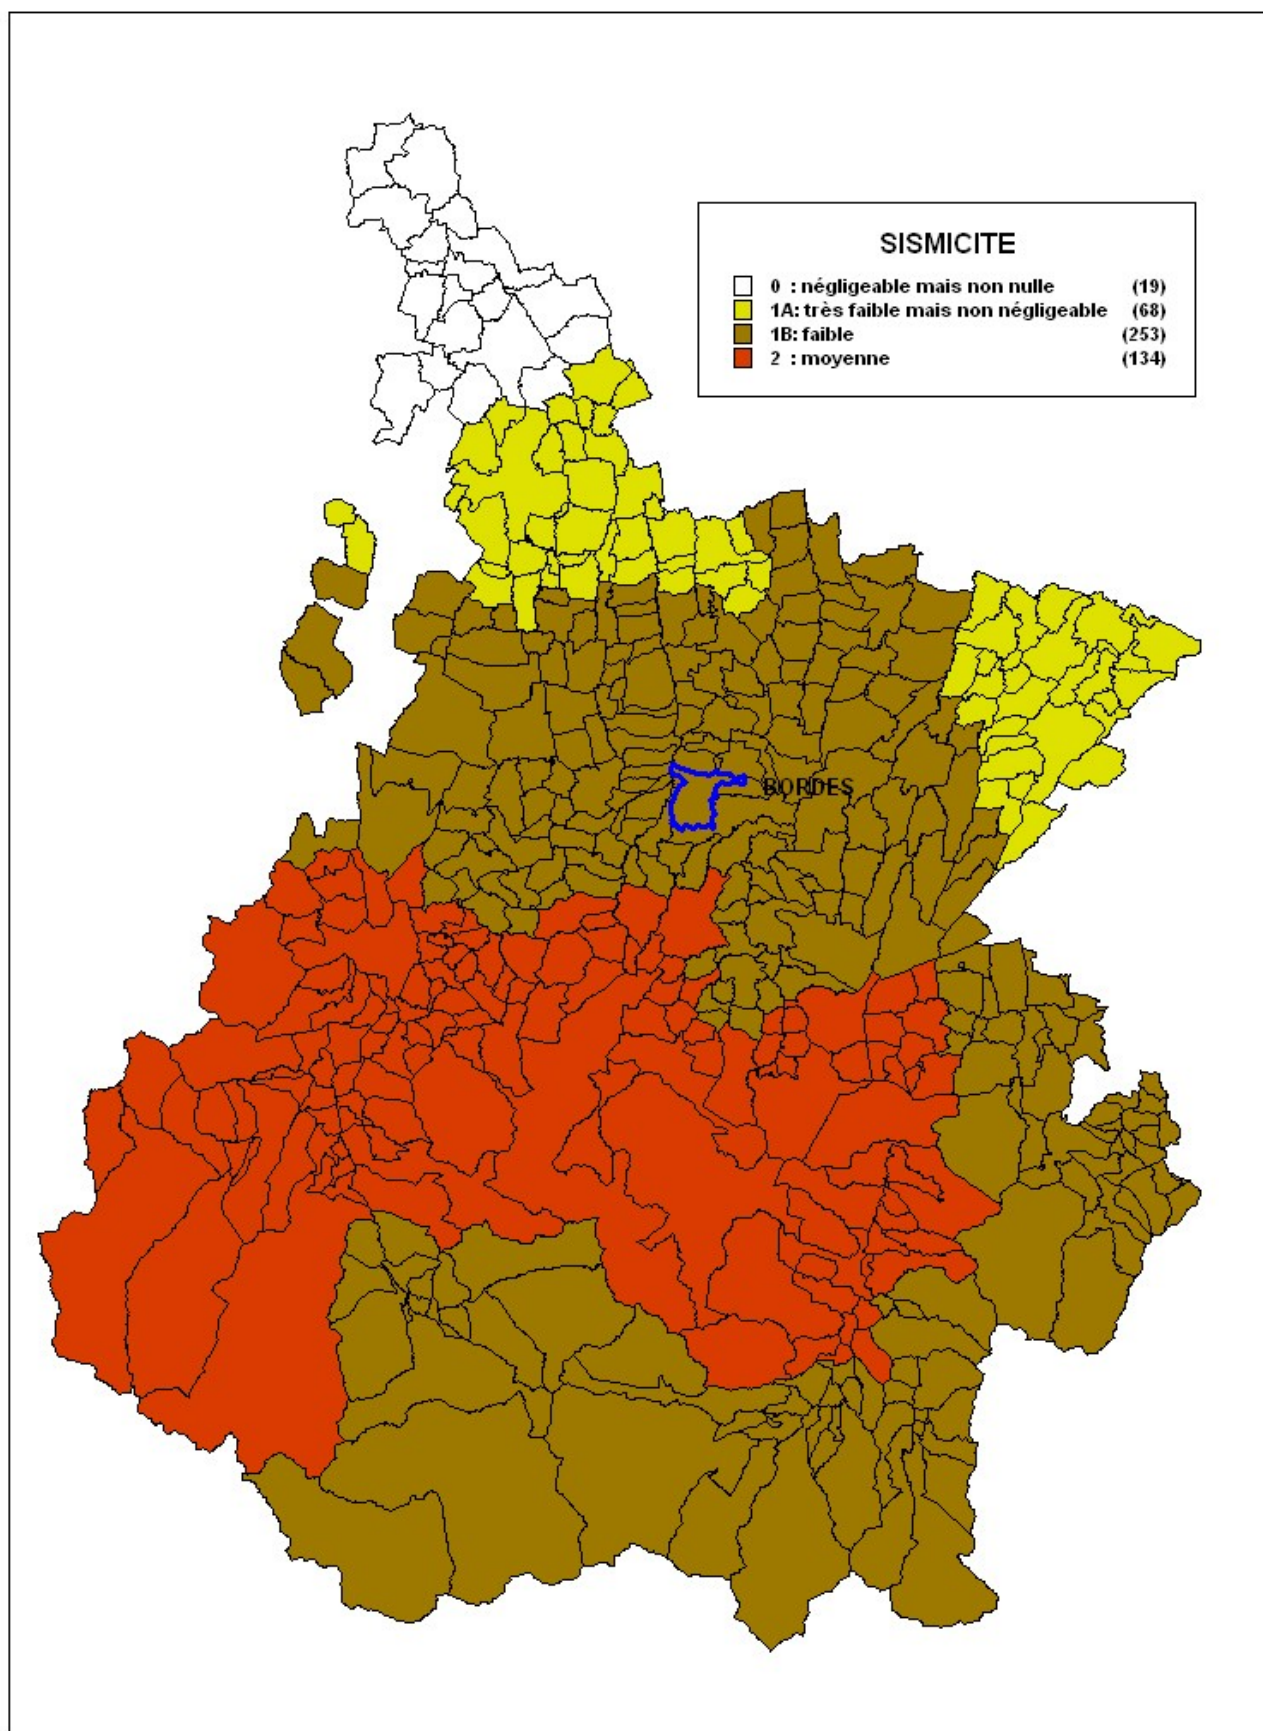 SISMICITE
0 : négligeable mais non nulle (19)
1A: très faible mais non négligeable (68)
1B: faible (253)
2 : moyenne (134)
BORDES